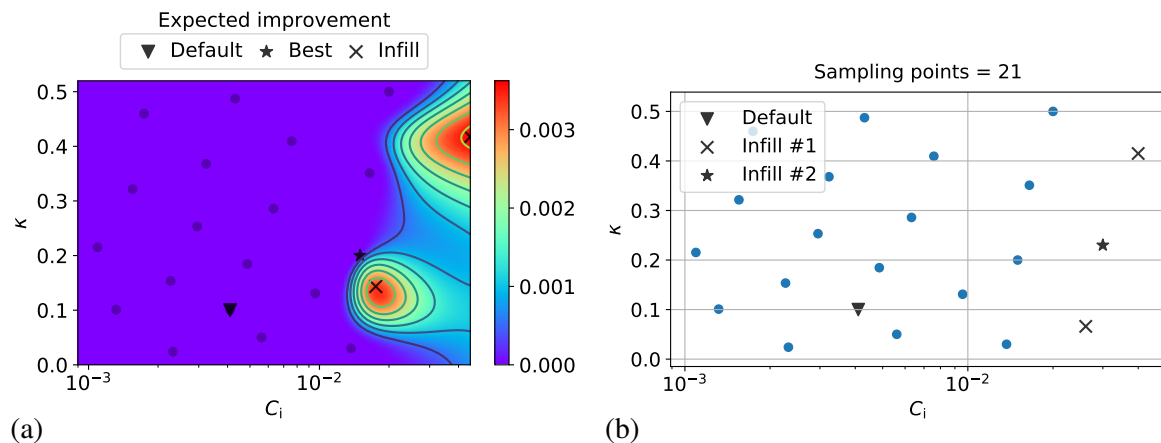 Expected improvement
Default Best Infill
0.5
0.4
0.3
0.2
0.1
0.0
κ
10⁻³
10⁻²
C_i
0.003
0.002
0.001
0.000
(a)
Sampling points = 21
Default
Infill #1
Infill #2
0.5
0.4
0.3
0.2
0.1
0.0
κ
10⁻³
10⁻²
C_i
(b)